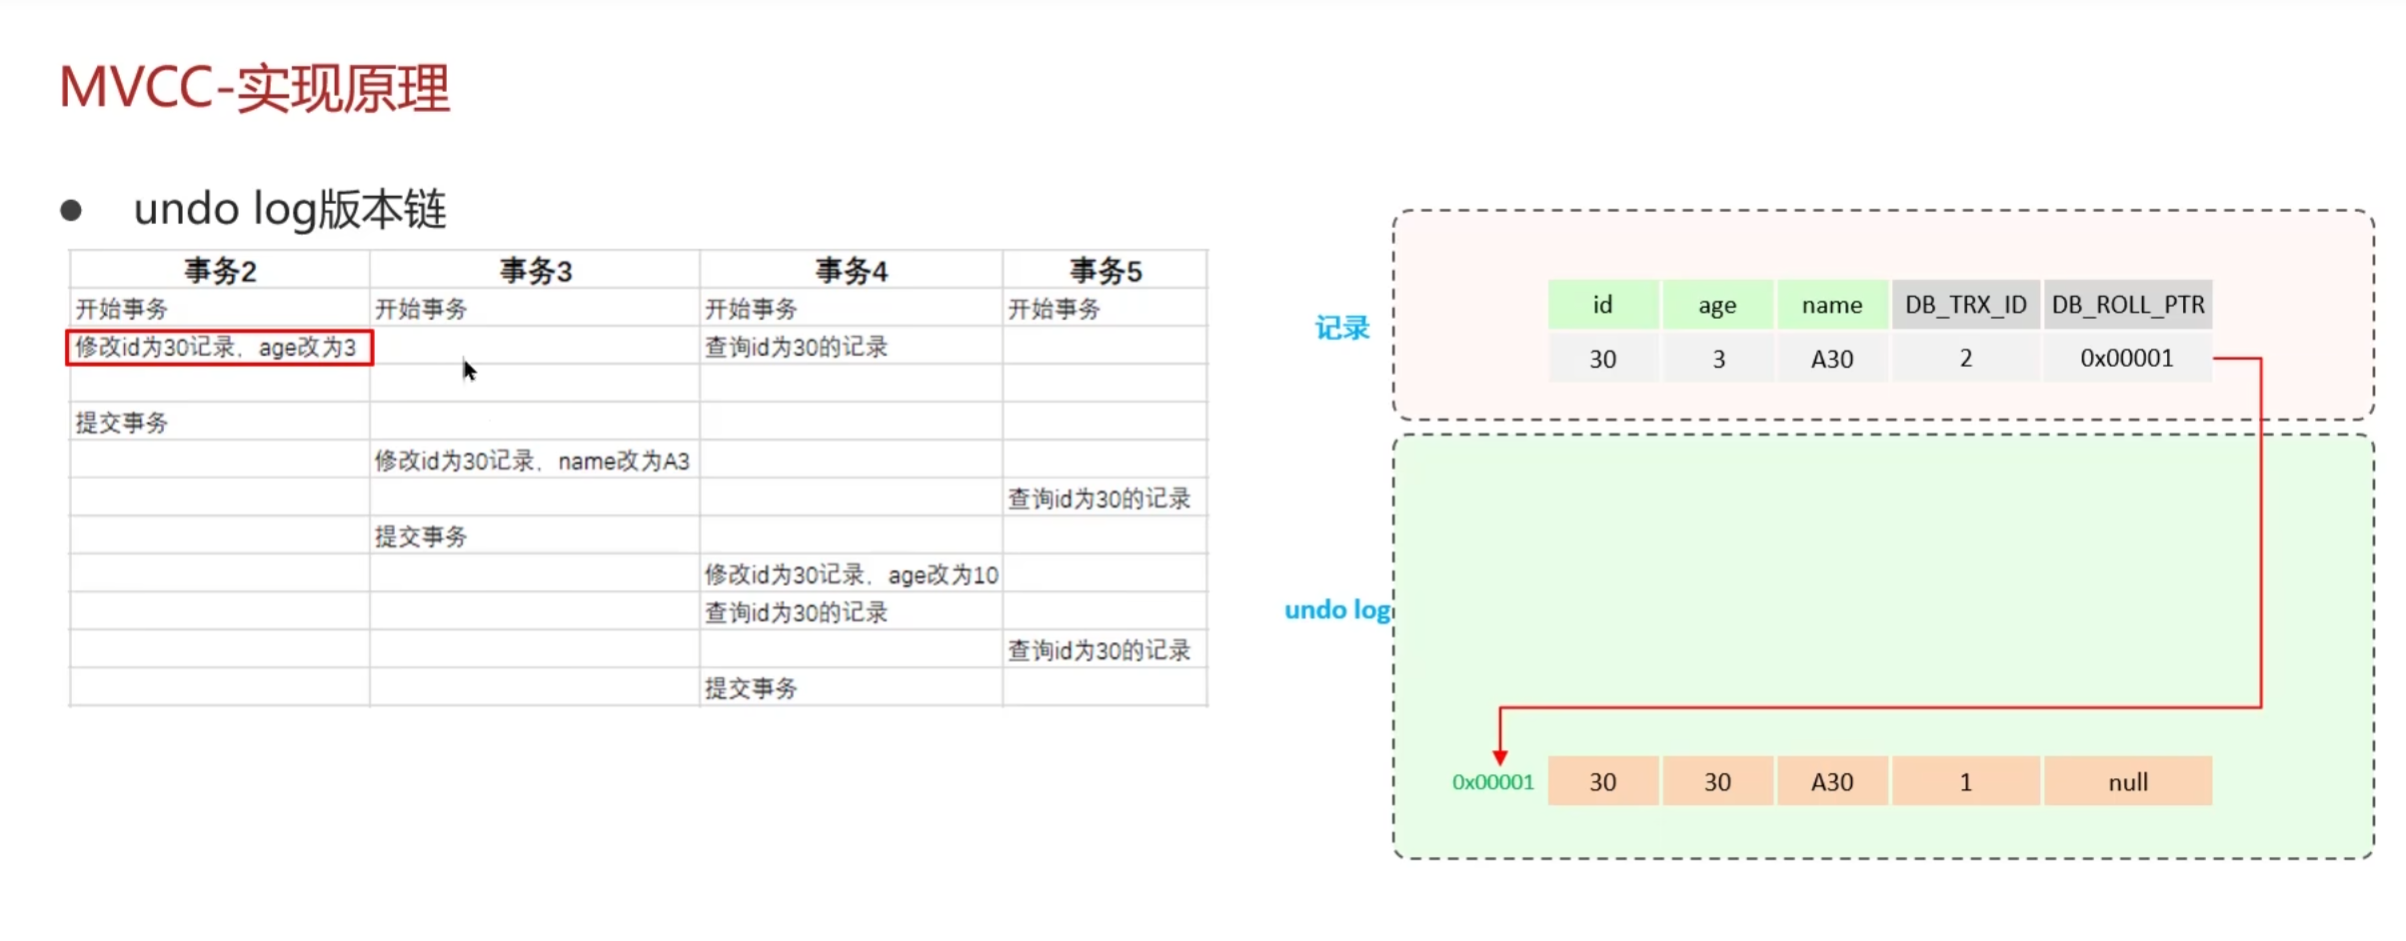 MVCC-实现原理
● undo log版本链
事务2 事务3 事务4 事务5
开始事务 开始事务 开始事务 开始事务
修改id为30记录，age改为3 查询id为30的记录
提交事务
修改id为30记录，name改为A3
查询id为30的记录
提交事务
修改id为30记录，age改为10
查询id为30的记录
查询id为30的记录
提交事务
记录
id age name DB_TRX_ID DB_ROLL_PTR
30 3 A30 2 0x00001
undo log
0x00001 30 30 A30 1 null